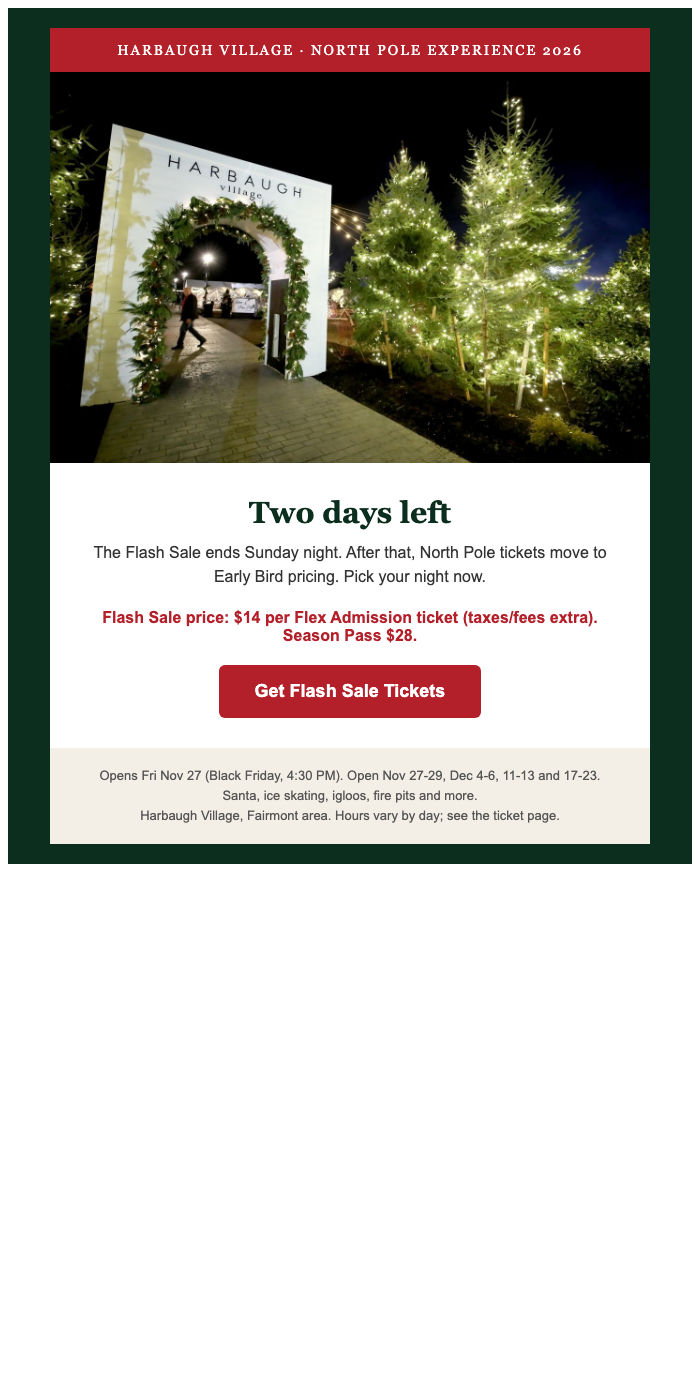 HARBAUGH VILLAGE · NORTH POLE EXPERIENCE 2026
HARBAUGH
village
Two days left
The Flash Sale ends Sunday night. After that, North Pole tickets move to
Early Bird pricing. Pick your night now.
Flash Sale price: $14 per Flex Admission ticket (taxes/fees extra).
Season Pass $28.
Get Flash Sale Tickets
Opens Fri Nov 27 (Black Friday, 4:30 PM). Open Nov 27-29, Dec 4-6, 11-13 and 17-23.
Santa, ice skating, igloos, fire pits and more.
Harbaugh Village, Fairmont area. Hours vary by day; see the ticket page.